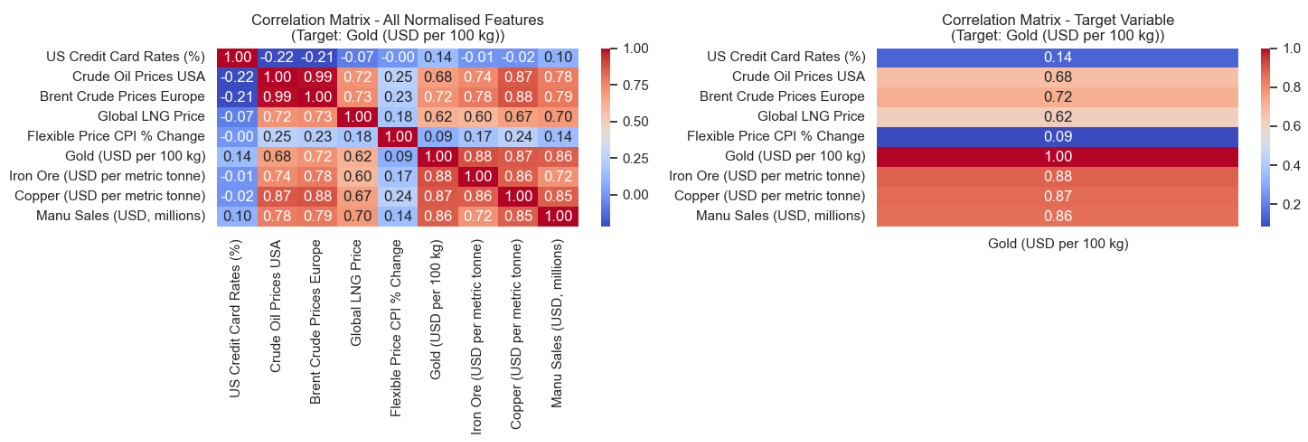 Correlation Matrix - All Normalised Features
(Target: Gold (USD per 100 kg))
US Credit Card Rates (%) 1.00 -0.22 -0.21 -0.07 -0.00 0.14 -0.01 -0.02 0.10
Crude Oil Prices USA -0.22 1.00 0.99 0.72 0.25 0.68 0.74 0.87 0.78
Brent Crude Prices Europe -0.21 0.99 1.00 0.73 0.23 0.72 0.78 0.88 0.79
Global LNG Price -0.07 0.72 0.73 1.00 0.18 0.62 0.60 0.67 0.70
Flexible Price CPI % Change -0.00 0.25 0.23 0.18 1.00 0.09 0.17 0.24 0.14
Gold (USD per 100 kg) 0.14 0.68 0.72 0.62 0.09 1.00 0.88 0.87 0.86
Iron Ore (USD per metric tonne) -0.01 0.74 0.78 0.60 0.17 0.88 1.00 0.86 0.72
Copper (USD per metric tonne) -0.02 0.87 0.88 0.67 0.24 0.87 0.86 1.00 0.85
Manu Sales (USD, millions) 0.10 0.78 0.79 0.70 0.14 0.86 0.72 0.85 1.00
US Credit Card Rates (%)
Crude Oil Prices USA
Brent Crude Prices Europe
Global LNG Price
Flexible Price CPI % Change
Gold (USD per 100 kg)
Iron Ore (USD per metric tonne)
Copper (USD per metric tonne)
Manu Sales (USD, millions)
1.00
0.75
0.50
0.25
0.00
Correlation Matrix - Target Variable
(Target: Gold (USD per 100 kg))
US Credit Card Rates (%) 0.14
Crude Oil Prices USA 0.68
Brent Crude Prices Europe 0.72
Global LNG Price 0.62
Flexible Price CPI % Change 0.09
Gold (USD per 100 kg) 1.00
Iron Ore (USD per metric tonne) 0.88
Copper (USD per metric tonne) 0.87
Manu Sales (USD, millions) 0.86
Gold (USD per 100 kg)
1.0
0.8
0.6
0.4
0.2